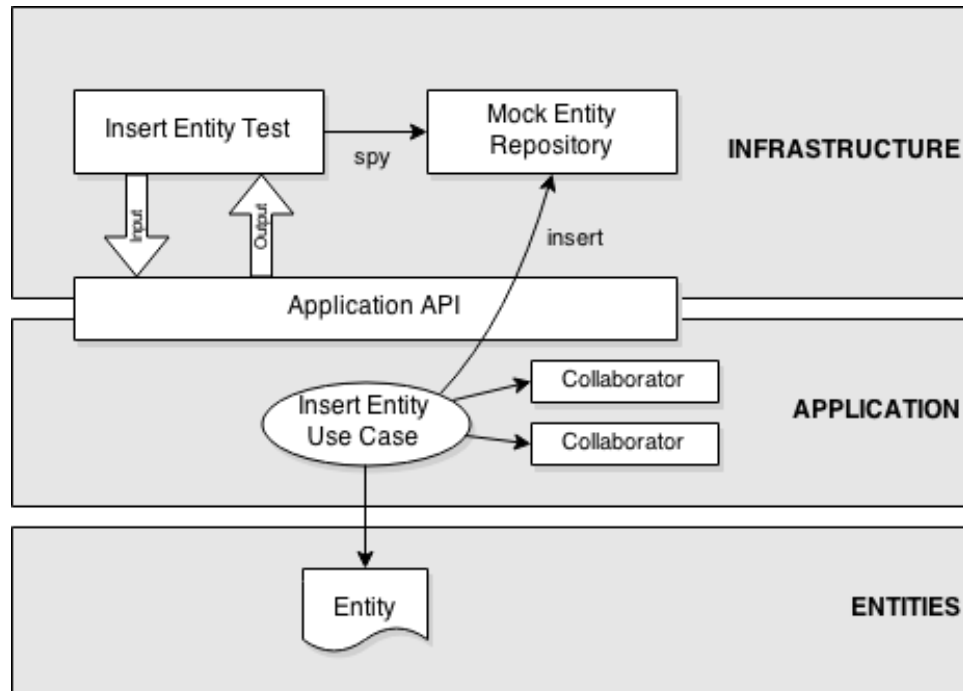 Insert Entity Test
Mock Entity
Repository
INFRASTRUCTURE
spy
Input
Output
insert
Application API
Collaborator
Insert Entity
Use Case
APPLICATION
Collaborator
Entity
ENTITIES